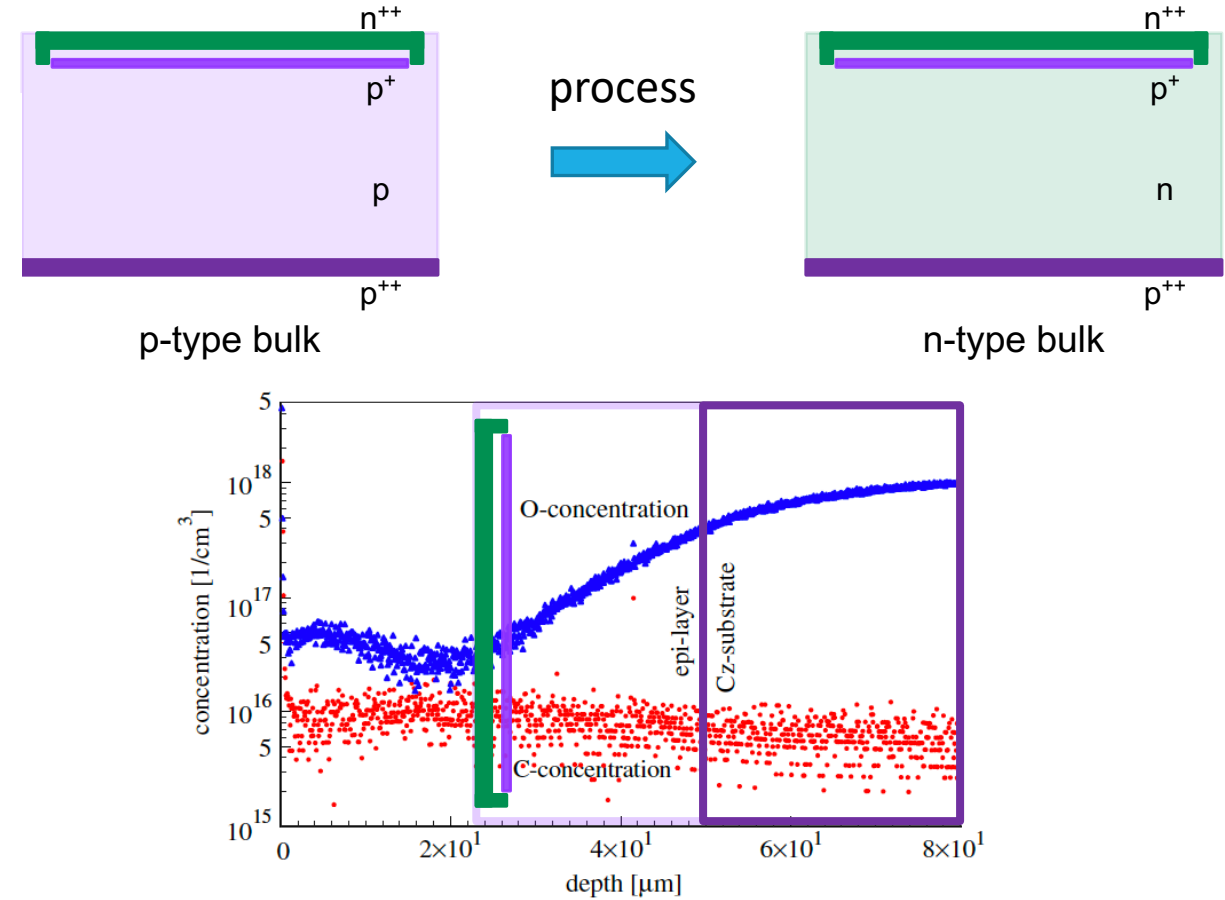 n⁺⁺
p⁺
p
p⁺⁺
p-type bulk
process
n⁺⁺
p⁺
n
p⁺⁺
n-type bulk
5
10¹⁸
5
10¹⁷
5
10¹⁶
5
10¹⁵
concentration [1/cm³]
O-concentration
C-concentration
epi-layer
Cz-substrate
0
2×10¹
4×10¹
6×10¹
8×10¹
depth [μm]